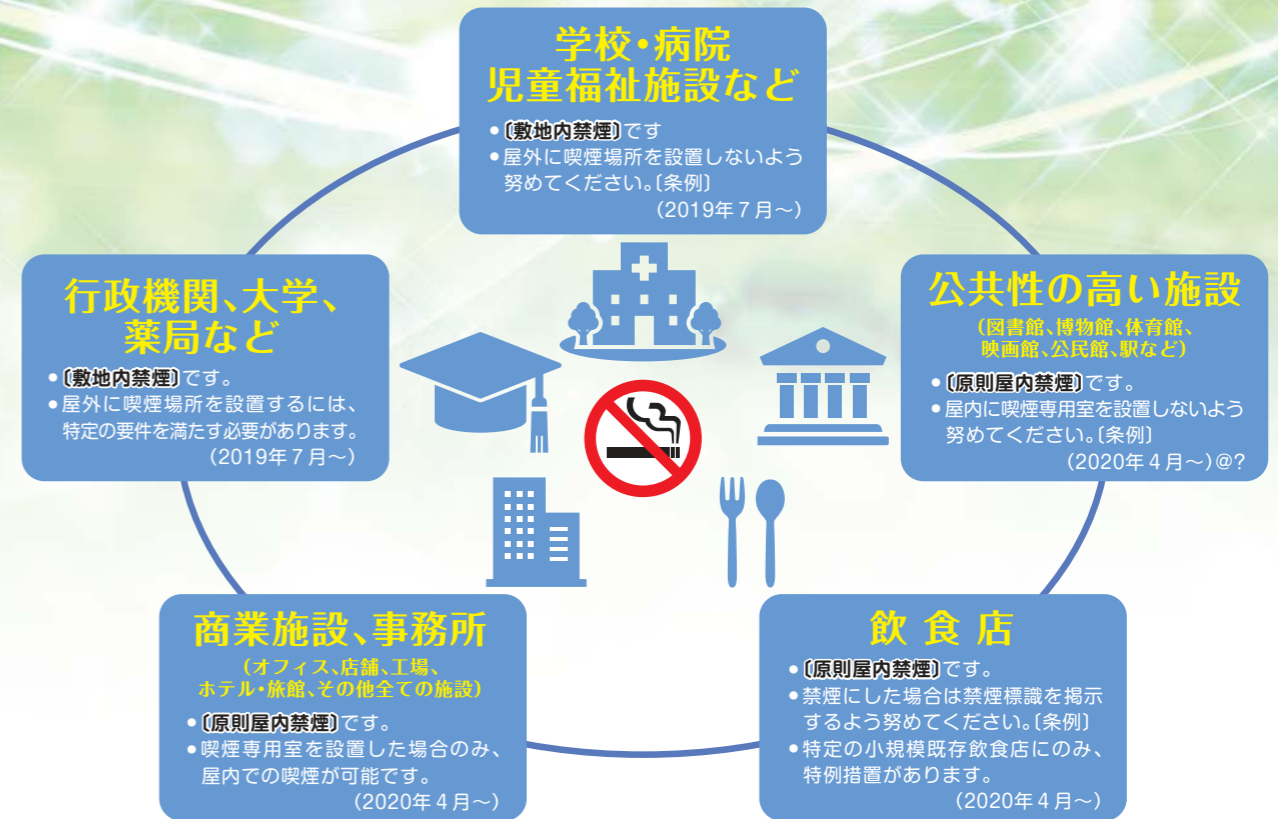 学校・病院
児童福祉施設など
•〔敷地内禁煙〕です
•屋外に喫煙場所を設置しないよう
努めてください。〔条例〕
(2019年7月~)
行政機関、大学、
薬局など
•〔敷地内禁煙〕です。
•屋外に喫煙場所を設置するには、
特定の要件を満たす必要があります。
(2019年7月~)
公共性の高い施設
(図書館、博物館、体育館、
映画館、公民館、駅など)
•〔原則屋内禁煙〕です。
•屋内に喫煙専用室を設置しないよう
努めてください。〔条例〕
(2020年4月~)@?
商業施設、事務所
(オフィス、店舗、工場、
ホテル・旅館、その他全ての施設)
•〔原則屋内禁煙〕です。
•喫煙専用室を設置した場合のみ、
屋内での喫煙が可能です。
(2020年4月~)
飲食店
•〔原則屋内禁煙〕です。
•禁煙にした場合は禁煙標識を掲示
するよう努めてください。〔条例〕
•特定の小規模既存飲食店にのみ、
特例措置があります。
(2020年4月~)